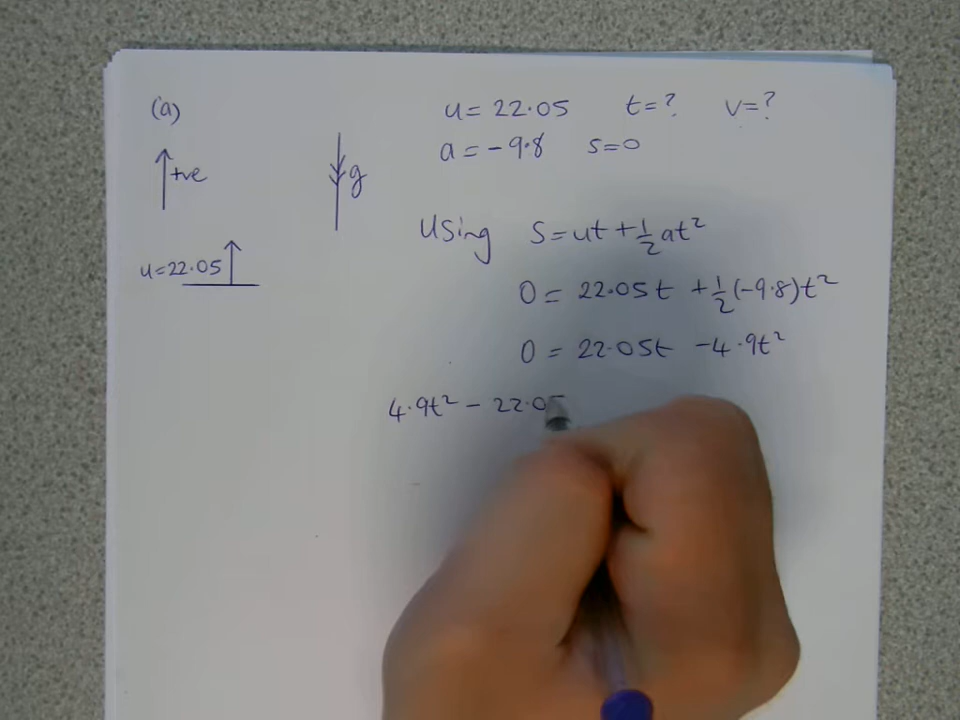 (a)
u = 22.05 t = ? v = ?
a = -9.8 s = 0
+ve
g
u = 22.05
Using s = ut + ½at²
0 = 22.05t + ½(-9.8)t²
0 = 22.05t - 4.9t²
4.9t² - 22.05